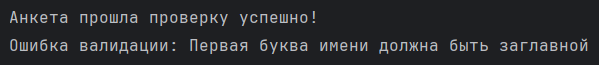 Анкета прошла проверку успешно!
Ошибка валидации: Первая буква имени должна быть заглавной